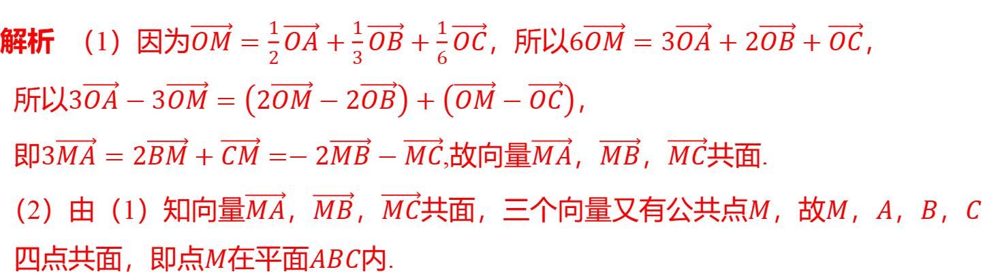 解析 （1）因为$\overrightarrow{OM}=\frac{1}{2}\overrightarrow{OA}+\frac{1}{3}\overrightarrow{OB}+\frac{1}{6}\overrightarrow{OC}$，所以$6\overrightarrow{OM}=3\overrightarrow{OA}+2\overrightarrow{OB}+\overrightarrow{OC}$，
所以$3\overrightarrow{OA}-3\overrightarrow{OM}=(2\overrightarrow{OM}-2\overrightarrow{OB})+(\overrightarrow{OM}-\overrightarrow{OC})$，
即$3\overrightarrow{MA}=2\overrightarrow{BM}+\overrightarrow{CM}=-2\overrightarrow{MB}-\overrightarrow{MC}$,故向量$\overrightarrow{MA}$，$\overrightarrow{MB}$，$\overrightarrow{MC}$共面.
（2）由（1）知向量$\overrightarrow{MA}$，$\overrightarrow{MB}$，$\overrightarrow{MC}$共面，三个向量又有公共点$M$，故$M$，$A$，$B$，$C$
四点共面，即点$M$在平面$ABC$内.